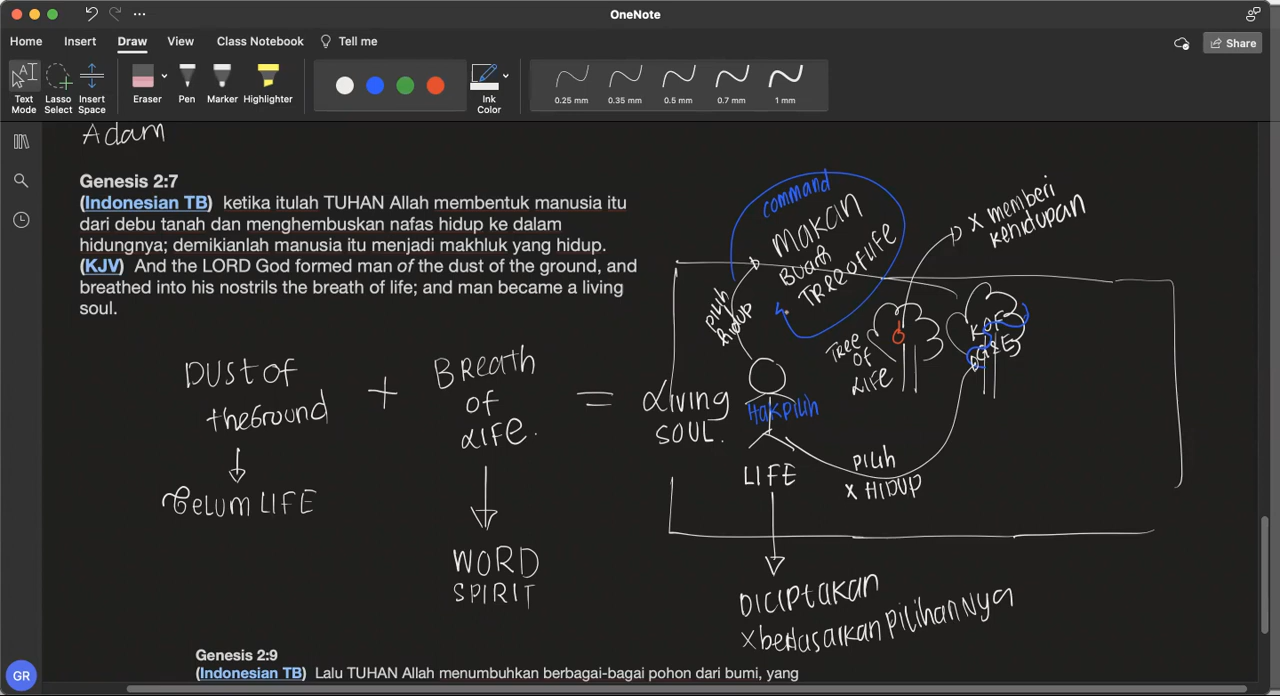 OneNote
Home Insert Draw View Class Notebook Tell me
Share
Text Mode
Lasso Select
Insert Space
Eraser
Pen
Marker
Highlighter
Ink Color
0.25 mm
0.35 mm
0.5 mm
0.7 mm
1 mm
Adam
Genesis 2:7
(Indonesian TB) ketika itulah TUHAN Allah membentuk manusia itu
dari debu tanah dan menghembuskan nafas hidup ke dalam
hidungnya; demikianlah manusia itu menjadi makhluk yang hidup.
(KJV) And the LORD God formed man of the dust of the ground, and
breathed into his nostrils the breath of life; and man became a living
soul.
Dust of
the Ground
BELUM LIFE
+
Breath
of
LIFE.
WORD
SPIRIT
=
Living
SOUL.
command
MAKAN
BUAH
TREE OF LIFE
pilih
hidup
HAK PILIH
LIFE
PILIH
X HIDUP
TREE
OF
LIFE
X memberi
kehidupan
K OF
G & E
DICIPTAKAN
X berdasarkan pilihannya
Genesis 2:9
(Indonesian TB) Lalu TUHAN Allah menumbuhkan berbagai-bagai pohon dari bumi, yang
GR